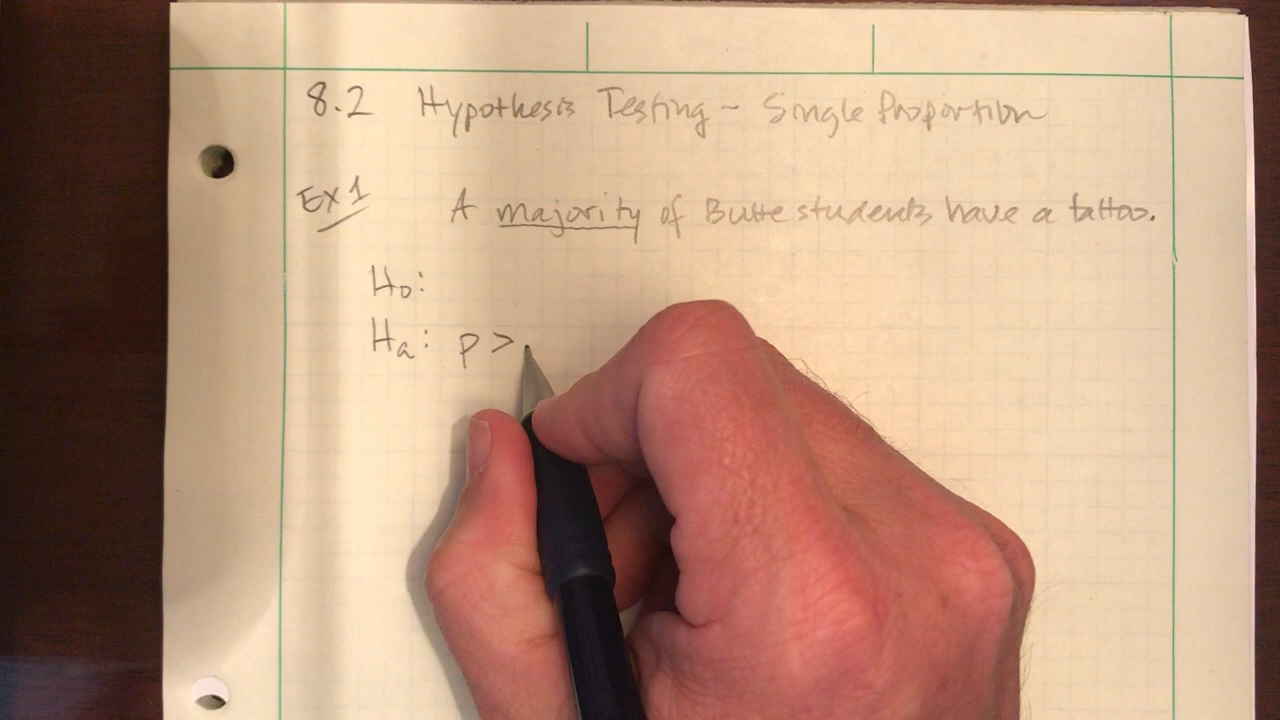 8.2 Hypothesis Testing - Single Proportion
Ex 1 A majority of Butte students have a tattoo.
Ho:
Ha: p >